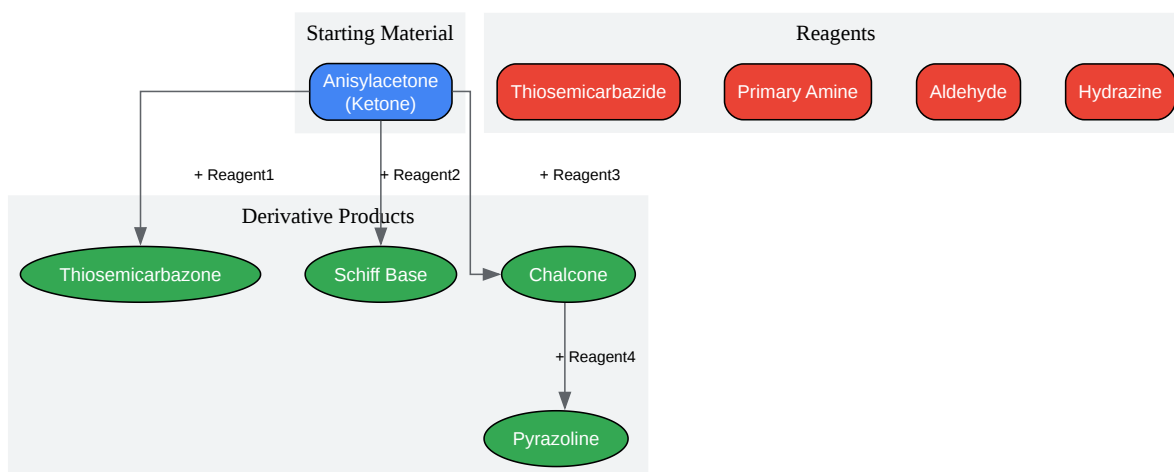 Starting Material
Reagents
Anisylacetone
(Ketone)
Thiosemicarbazide
Primary Amine
Aldehyde
Hydrazine
+ Reagent1
+ Reagent2
+ Reagent3
Derivative Products
Thiosemicarbazone
Schiff Base
Chalcone
+ Reagent4
Pyrazoline